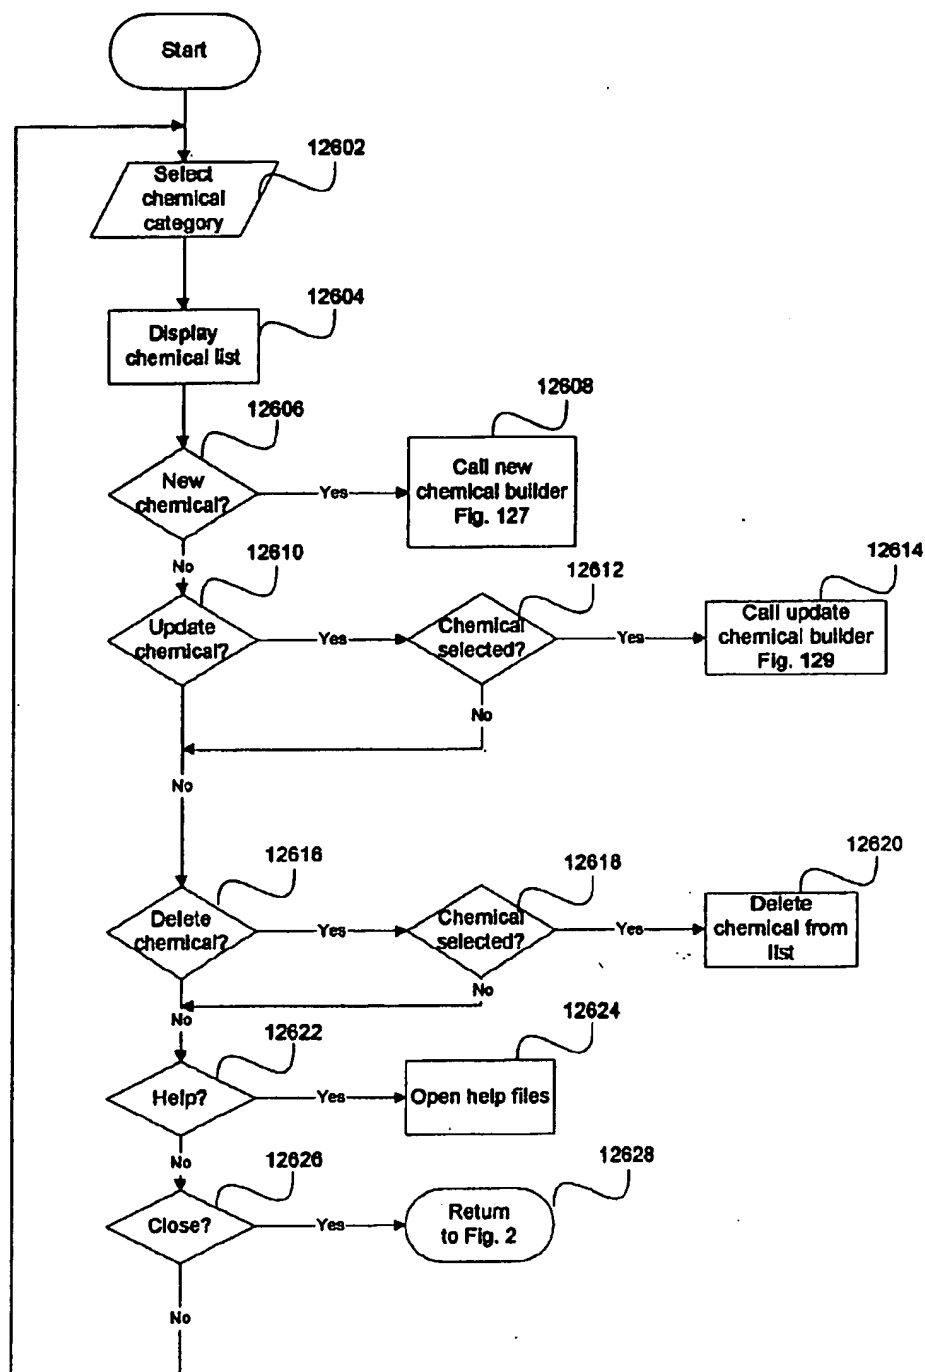 Start
12602
Select
chemical
category
12604
Display
chemical list
12606
12608
New
chemical?
Yes
Call new
chemical builder
Fig. 127
No
12610
12612
12614
Update
chemical?
Yes
Chemical
selected?
Yes
Call update
chemical builder
Fig. 129
No
No
12616
12618
12620
Delete
chemical?
Yes
Chemical
selected?
Yes
Delete
chemical from
list
No
No
12622
12624
Help?
Yes
Open help files
No
12626
12628
Close?
Yes
Return
to Fig. 2
No